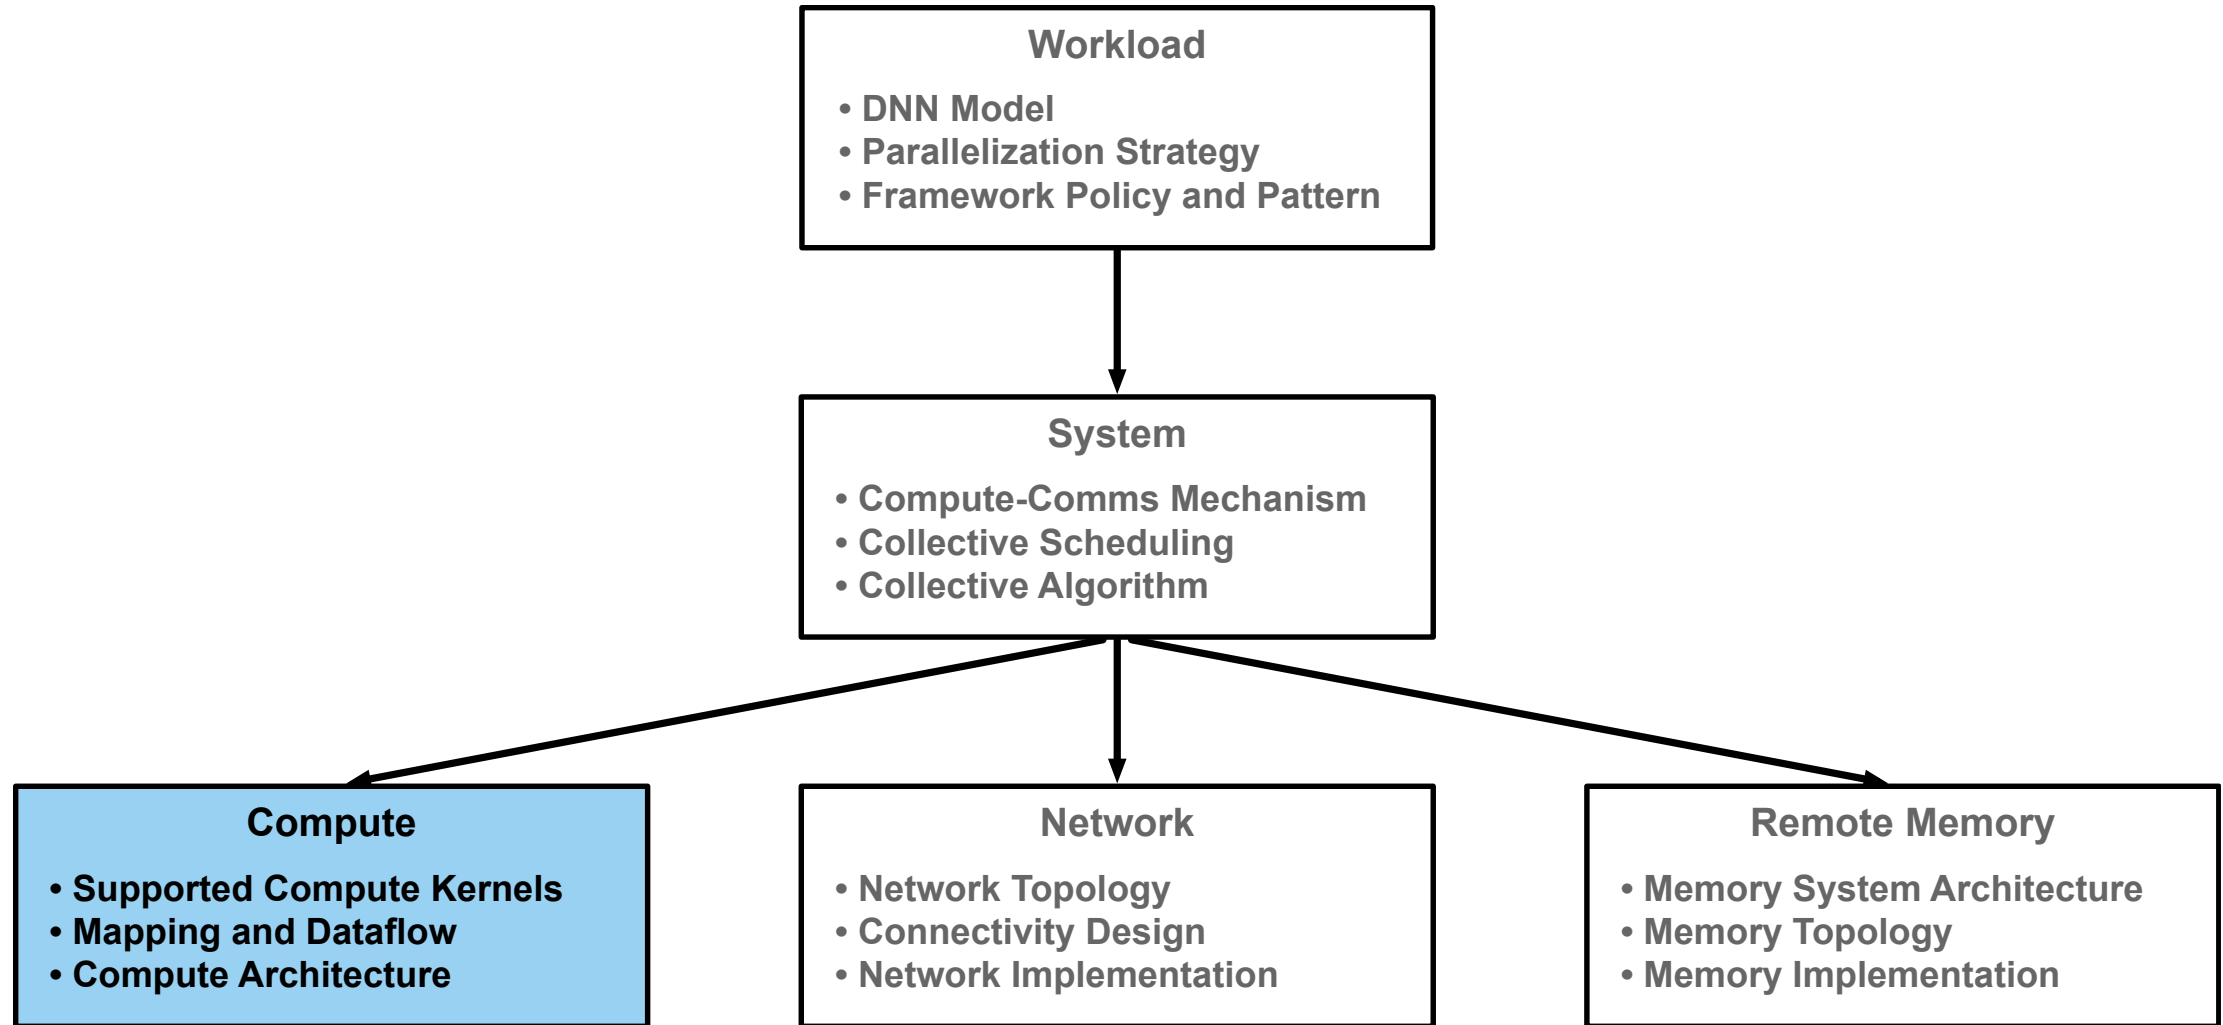 Workload
• DNN Model
• Parallelization Strategy
• Framework Policy and Pattern
System
• Compute-Comms Mechanism
• Collective Scheduling
• Collective Algorithm
Compute
• Supported Compute Kernels
• Mapping and Dataflow
• Compute Architecture
Network
• Network Topology
• Connectivity Design
• Network Implementation
Remote Memory
• Memory System Architecture
• Memory Topology
• Memory Implementation